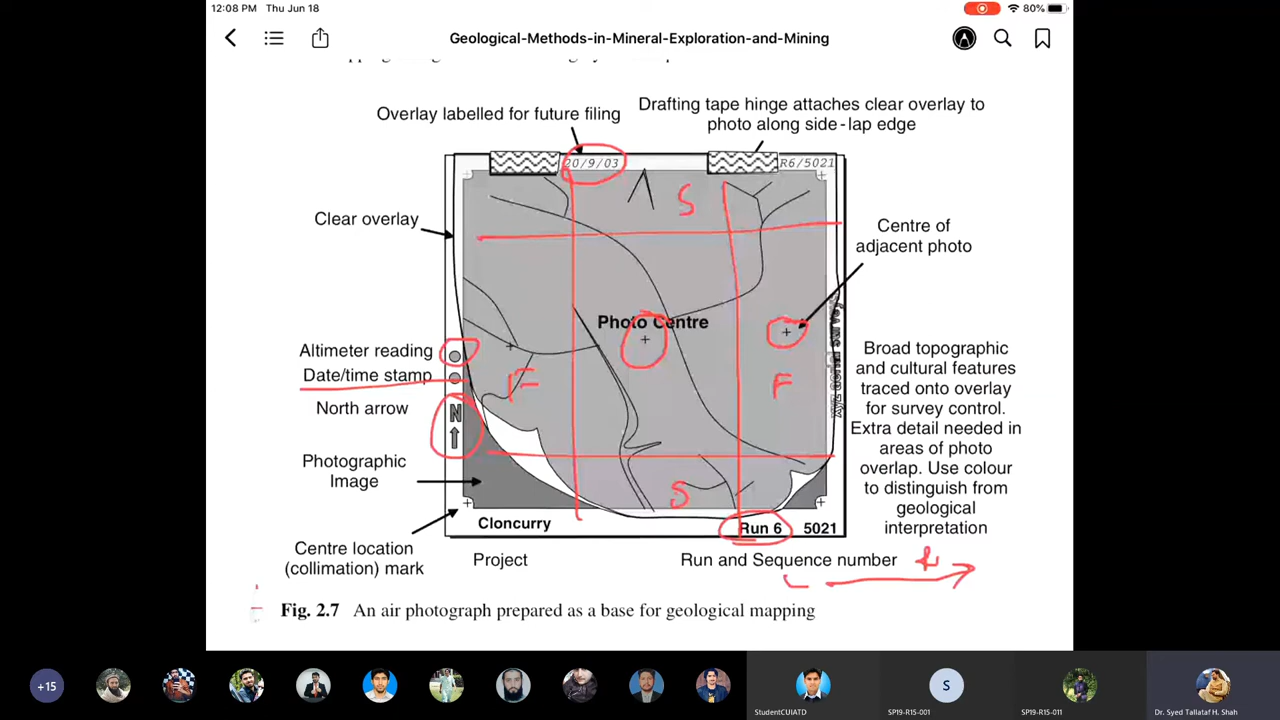 12:08 PM Thu Jun 18
80%
Geological-Methods-in-Mineral-Exploration-and-Mining
Overlay labelled for future filing
Drafting tape hinge attaches clear overlay to
photo along side-lap edge
20/9/03
R6/5021
S
Clear overlay
Centre of
adjacent photo
Photo Centre
Altimeter reading
Date/time stamp
North arrow
N
F
F
Broad topographic
and cultural features
traced onto overlay
for survey control.
Extra detail needed in
areas of photo
overlap. Use colour
to distinguish from
geological
interpretation
Photographic
Image
S
Cloncurry
Run 6
5021
Centre location
(collimation) mark
Project
Run and Sequence number
Fig. 2.7 An air photograph prepared as a base for geological mapping
+15
S
StudentCUIATD
SP19-R15-001
SP19-R15-011
Dr. Syed Tallataf H. Shah